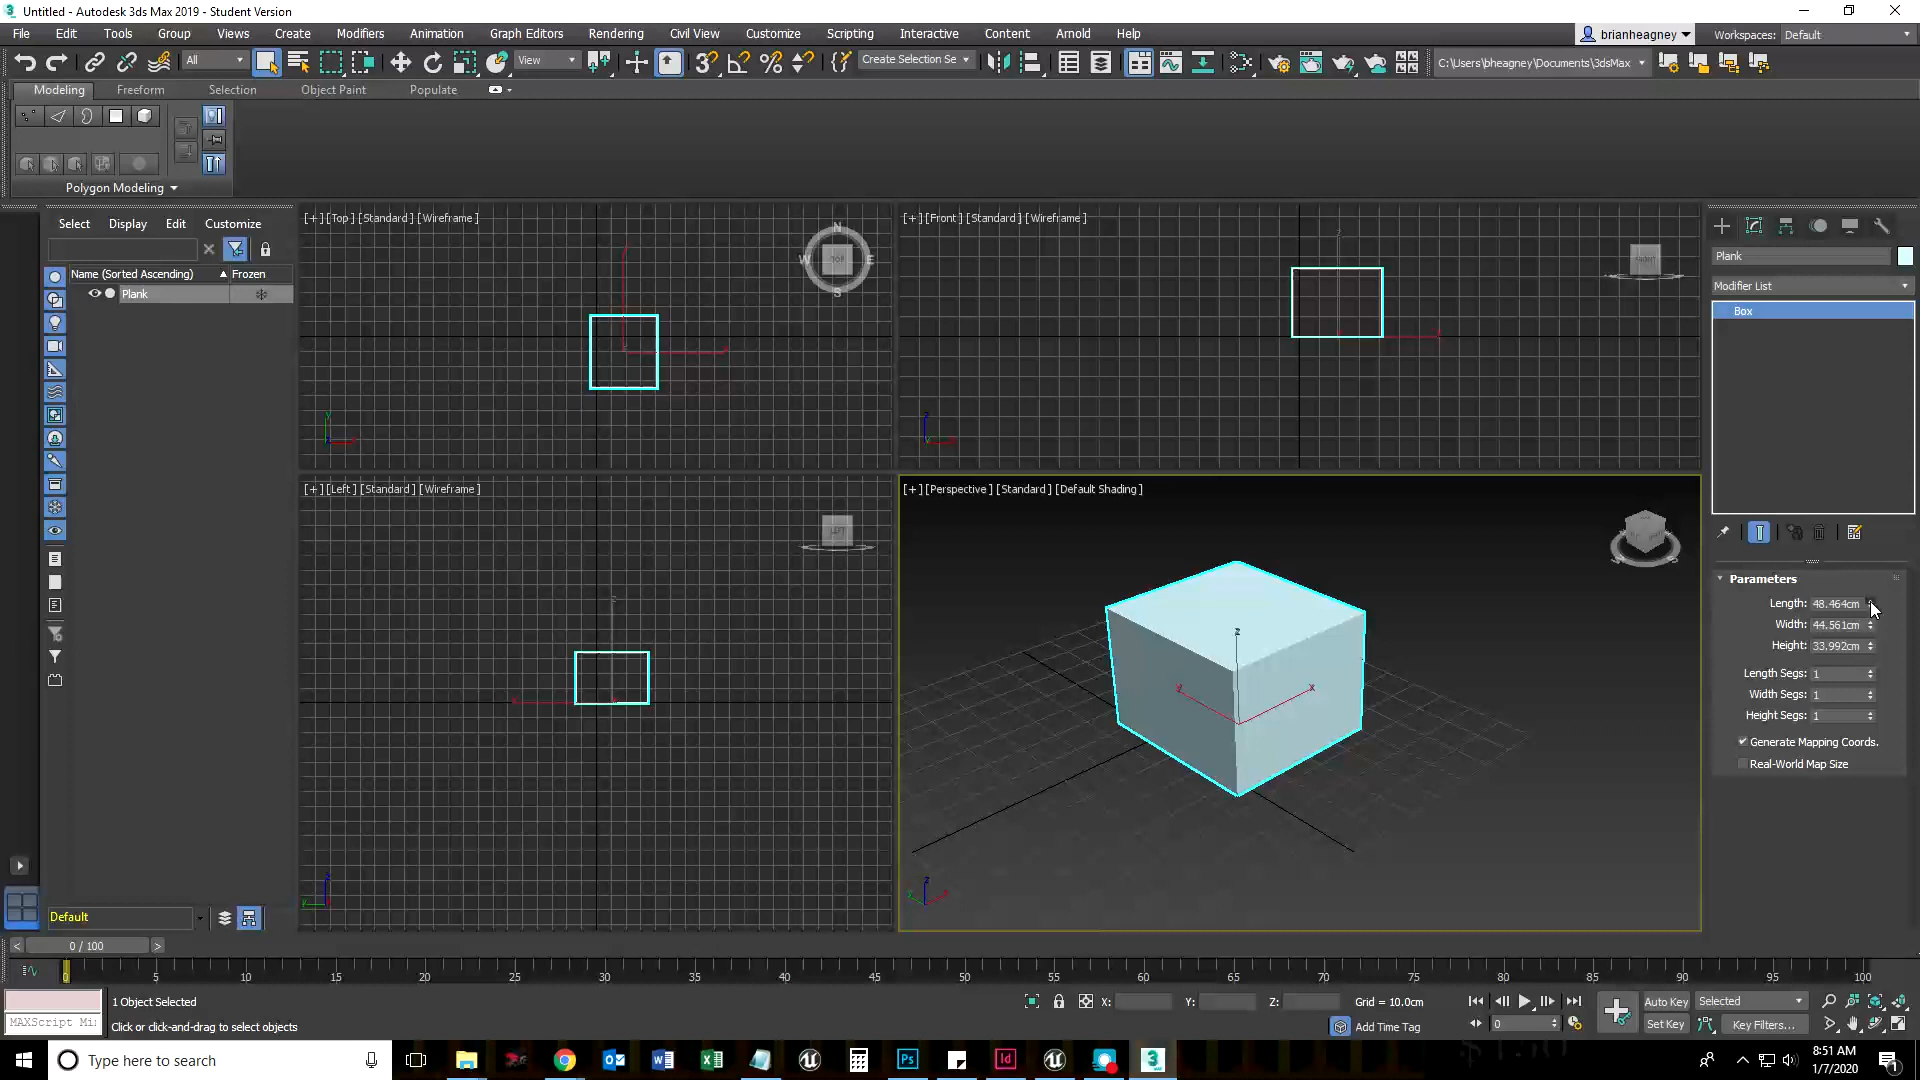 Untitled - Autodesk 3ds Max 2019 - Student Version
File Edit Tools Group Views Create Modifiers Animation Graph Editors Rendering Civil View Customize Scripting Interactive Content Arnold Help
brianheagney Workspaces: Default
All View Create Selection Se C:\Users\bheagney\Documents\3dsMax
Modeling Freeform Selection Object Paint Populate
Polygon Modeling
Select Display Edit Customize
Name (Sorted Ascending) Frozen
Plank
[+] [Top] [Standard] [Wireframe]
N
W TOP E
S
[+] [Front] [Standard] [Wireframe]
FRONT
[+] [Left] [Standard] [Wireframe]
LEFT
[+] [Perspective] [Standard] [Default Shading]
z
y x
Plank
Modifier List
Box
Parameters
Length: 48.464cm
Width: 44.561cm
Height: 33.992cm
Length Segs: 1
Width Segs: 1
Height Segs: 1
Generate Mapping Coords.
Real-World Map Size
Default
< 0 / 100 >
0 5 10 15 20 25 30 35 40 45 50 55 60 65 70 75 80 85 90 95 100
1 Object Selected X: Y: Z: Grid = 10.0cm Auto Key Selected
MAXScript Mi
Click or click-and-drag to select objects Add Time Tag 0 Set Key Key Filters...
Type here to search
8:51 AM
1/7/2020
1